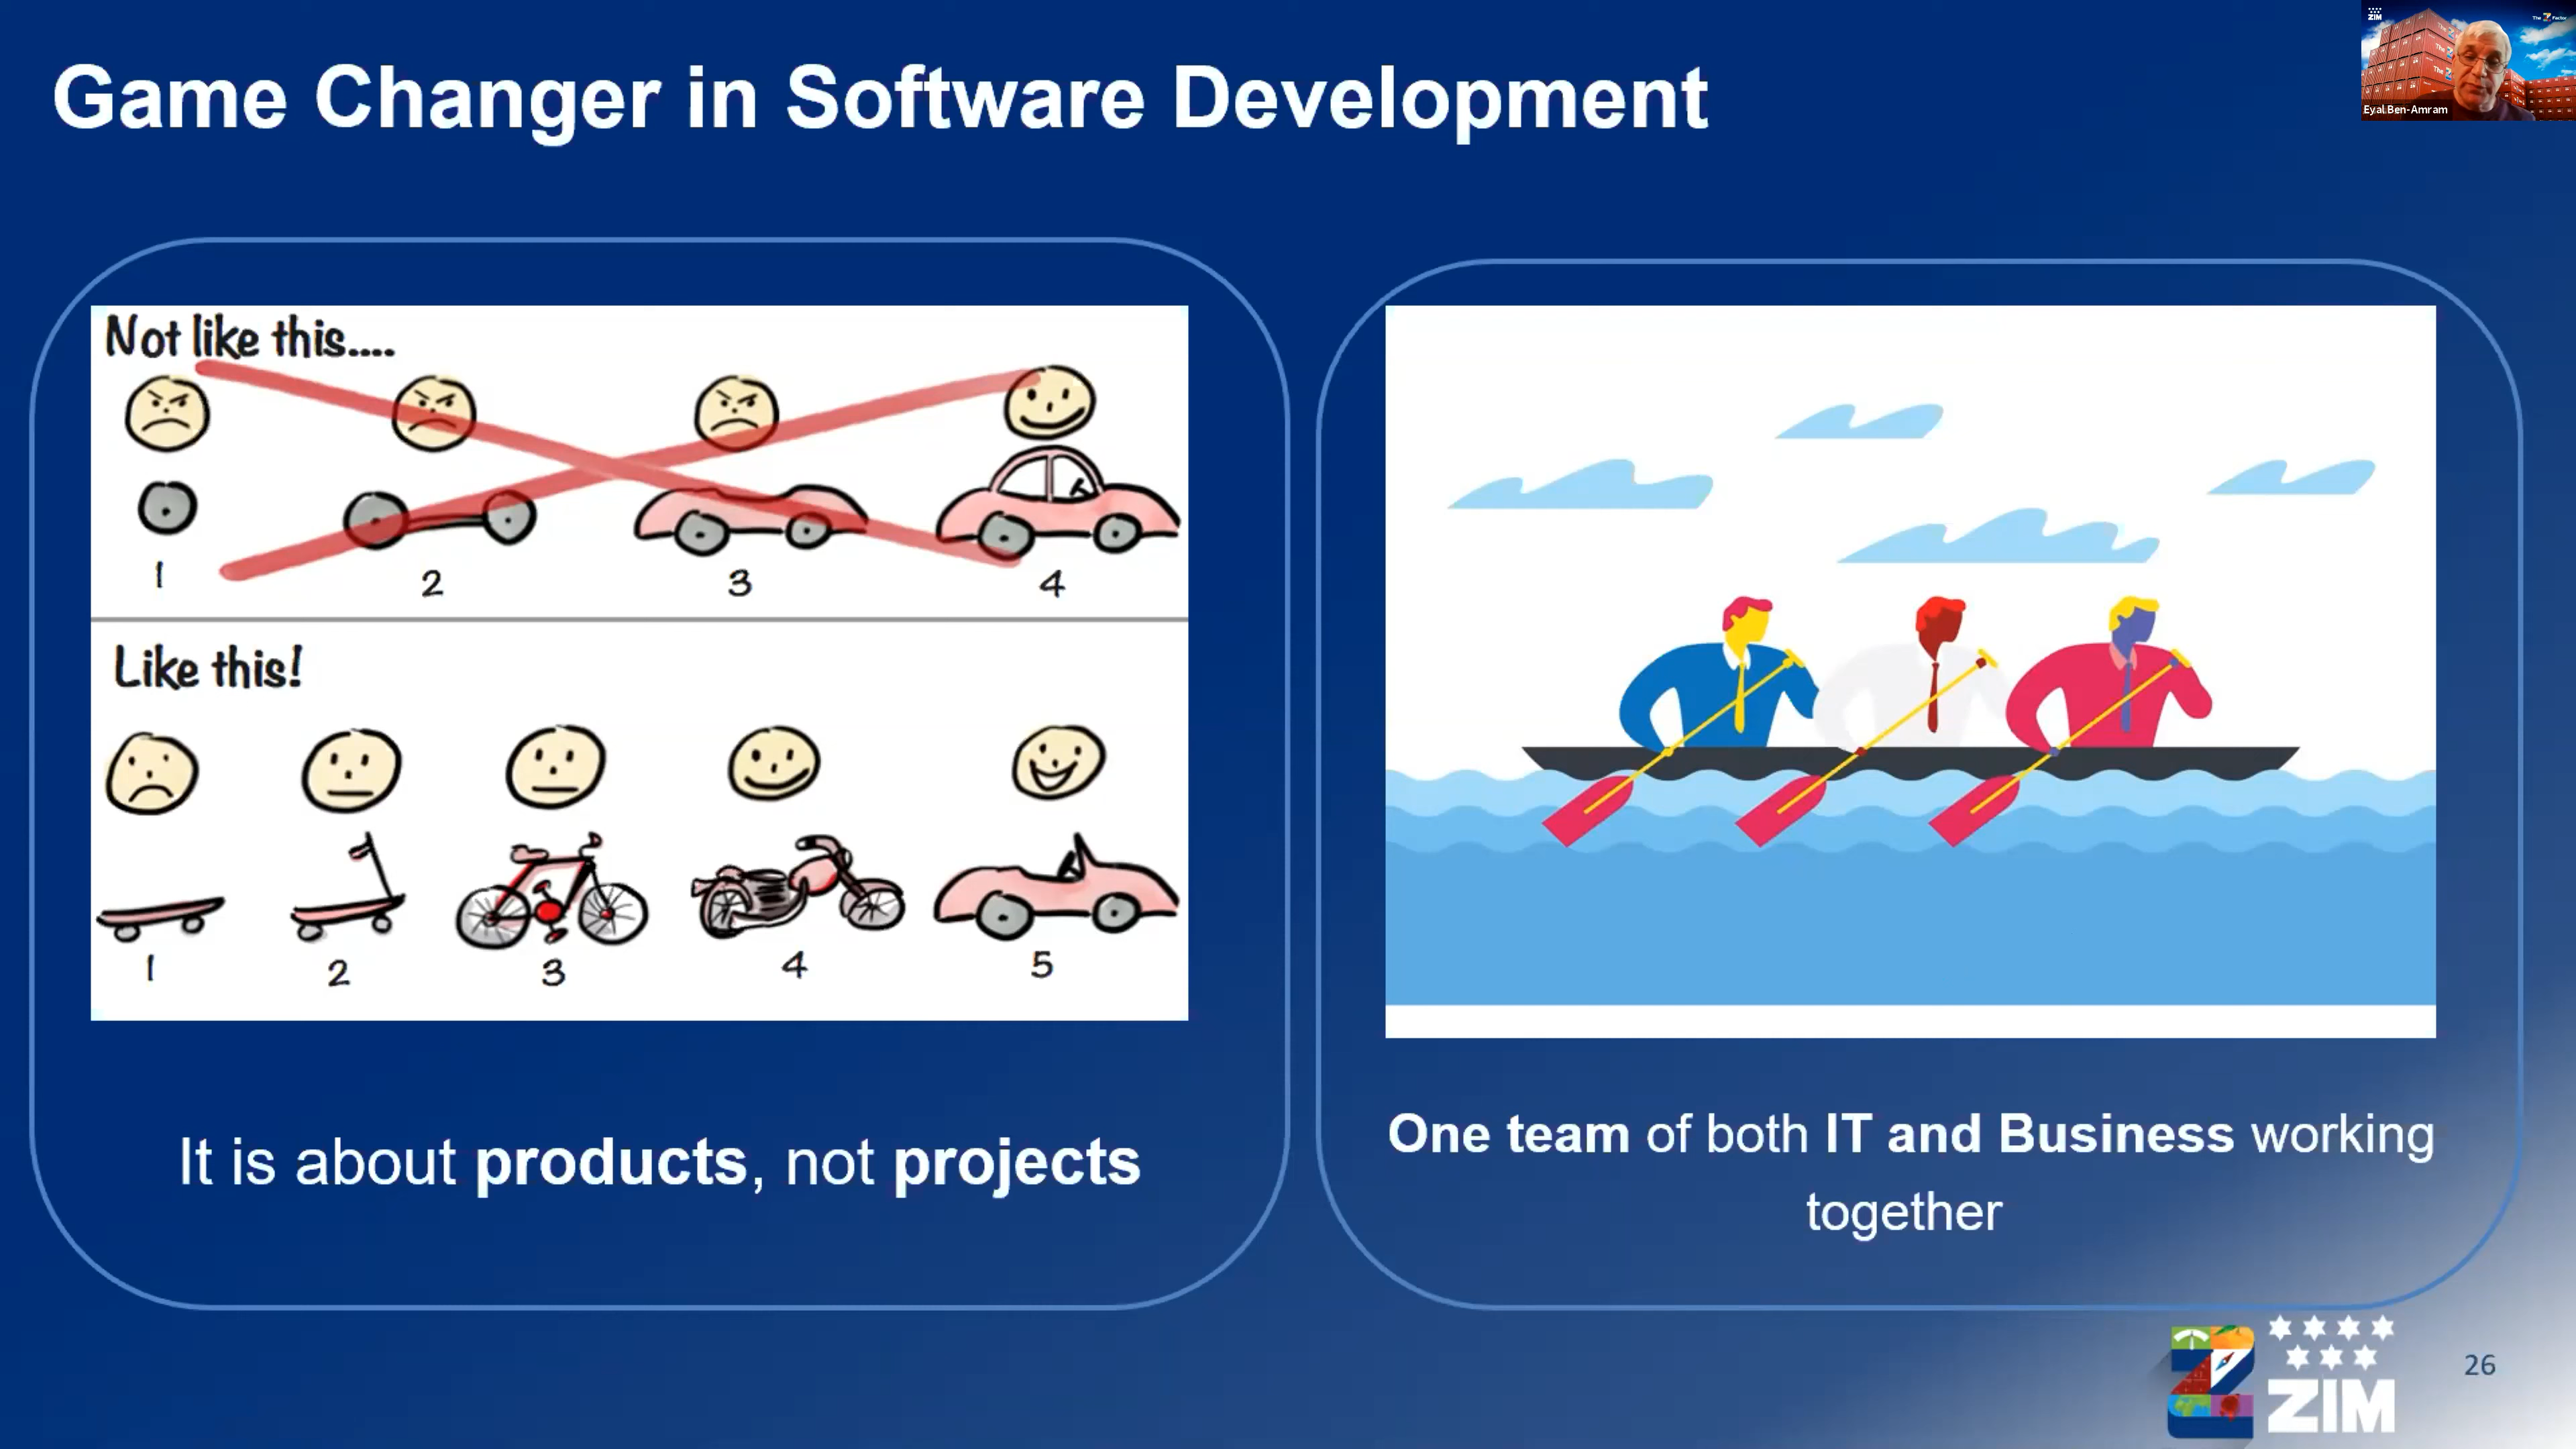 Game Changer in Software Development
ZIM
Eyal Ben-Amram
Not like this....
1
2
3
4
Like this!
1
2
3
4
5
It is about products, not projects
One team of both IT and Business working
together
ZIM
26